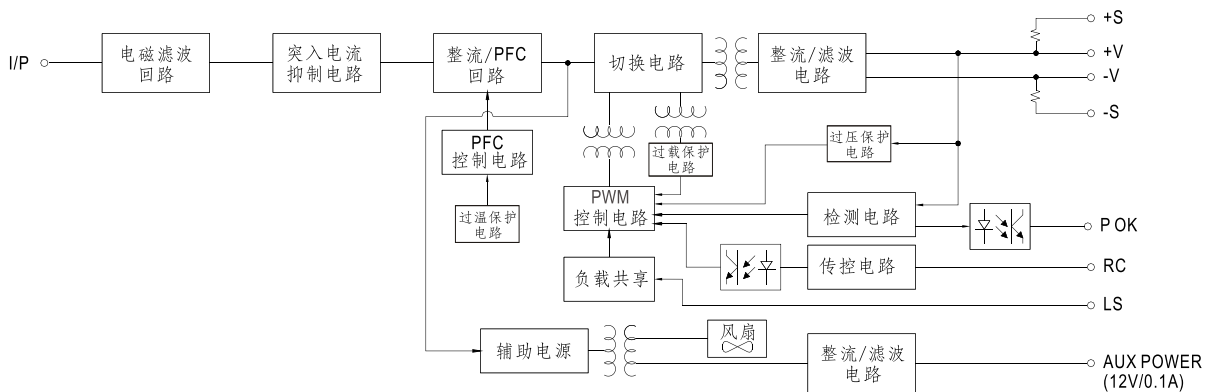 I/P
电磁滤波
回路
突入电流
抑制电路
整流/PFC
回路
切换电路
整流/滤波
电路
+S
+V
-V
-S
PFC
控制电路
过温保护
电路
过载保护
电路
过压保护
电路
PWM
控制电路
检测电路
P OK
负载共享
传控电路
RC
LS
辅助电源
风扇
整流/滤波
电路
AUX POWER
(12V/0.1A)